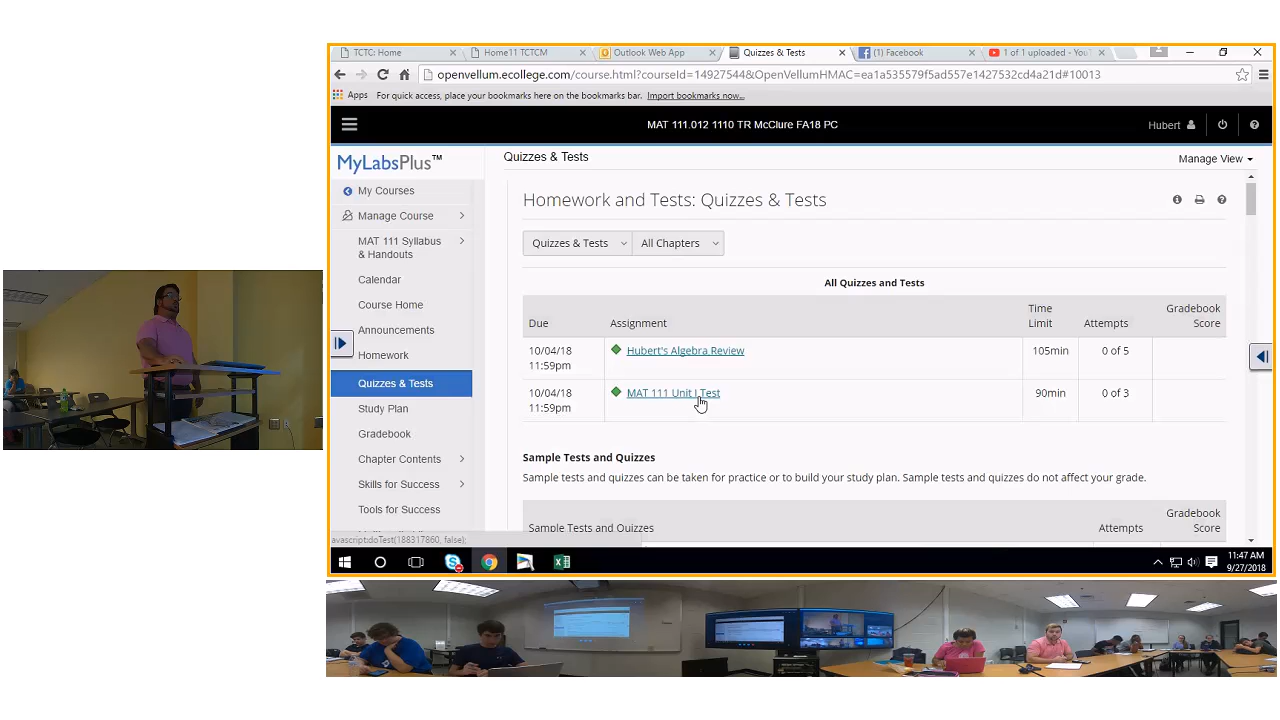 TCTC: Home
Home11 TCTCM
Outlook Web App
Quizzes & Tests
(1) Facebook
1 of 1 uploaded - You
openvellum.ecollege.com/course.html?courseId=14927544&OpenVellumHMAC=ea1a535579f5ad557e1427532cd4a21d#10013
Apps For quick access, place your bookmarks here on the bookmarks bar. Import bookmarks now...
MAT 111.012 1110 TR McClure FA18 PC
Hubert
MyLabsPlus™
Quizzes & Tests
Manage View
My Courses
Manage Course
MAT 111 Syllabus
& Handouts
Calendar
Course Home
Announcements
Homework
Quizzes & Tests
Study Plan
Gradebook
Chapter Contents
Skills for Success
Tools for Success
Homework and Tests: Quizzes & Tests
Quizzes & Tests
All Chapters
All Quizzes and Tests
Due Assignment Time Limit Attempts Gradebook Score
10/04/18 11:59pm Hubert's Algebra Review 105min 0 of 5
10/04/18 11:59pm MAT 111 Unit I Test 90min 0 of 3
Sample Tests and Quizzes
Sample tests and quizzes can be taken for practice or to build your study plan. Sample tests and quizzes do not affect your grade.
Sample Tests and Quizzes Attempts Gradebook Score
avascript:doTest(188317860, false);
11:47 AM
9/27/2018